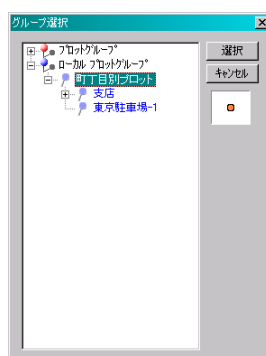 グループ選択
ﾌﾟﾛｯﾄｸﾞﾙｰﾌﾟ
ﾛｰｶﾙ ﾌﾟﾛｯﾄｸﾞﾙｰﾌﾟ
町丁目別プロット
支店
東京駐車場-1
選択
ｷｬﾝｾﾙ